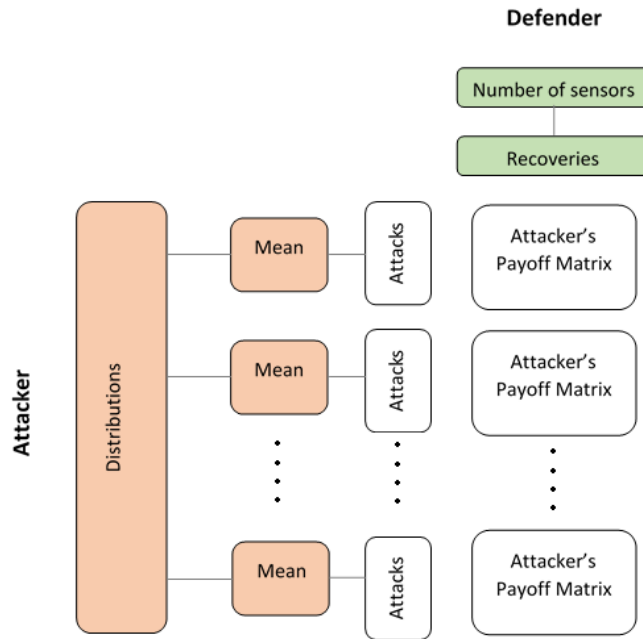 Defender
Number of sensors
Recoveries
Attacker
Distributions
Mean
Attacks
Attacker's
Payoff Matrix
Mean
Attacks
Attacker's
Payoff Matrix
Mean
Attacks
Attacker's
Payoff Matrix